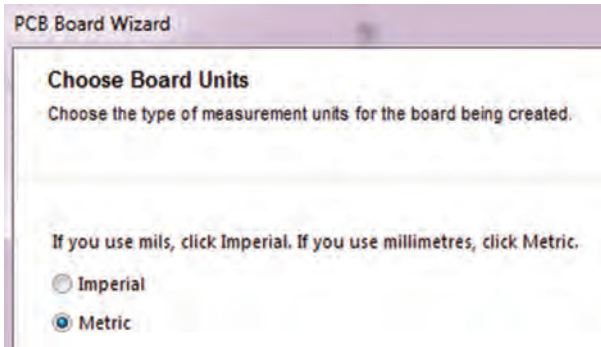 PCB Board Wizard
Choose Board Units
Choose the type of measurement units for the board being created.
If you use mils, click Imperial. If you use millimetres, click Metric.
Imperial
Metric